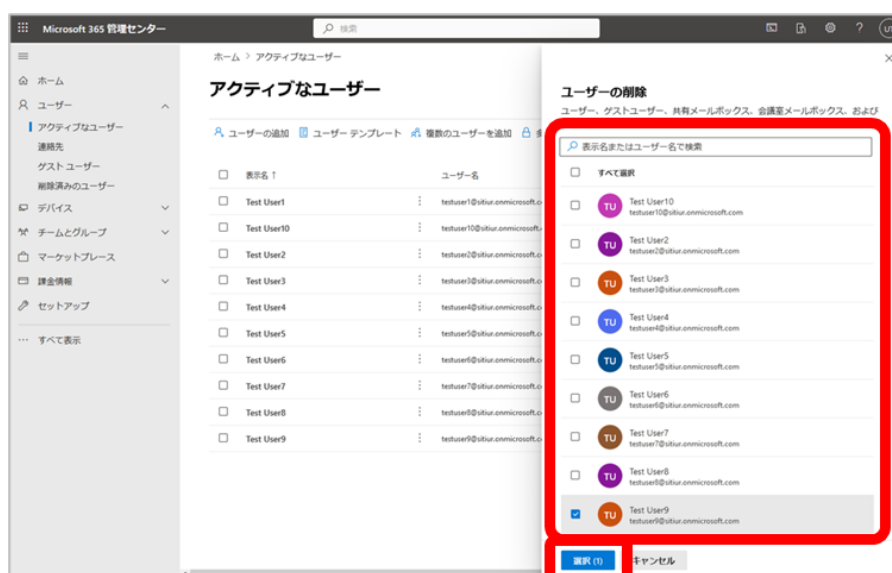 Microsoft 365 管理センター
検索
ホーム
ユーザー
アクティブなユーザー
連絡先
ゲスト ユーザー
削除済みのユーザー
デバイス
チームとグループ
マーケットプレース
課金情報
セットアップ
すべて表示
ホーム > アクティブなユーザー
アクティブなユーザー
ユーザーの追加 ユーザー テンプレート 複数のユーザーを追加
表示名 ↑ ユーザー名
Test User1 testuser1@sitiur.onmicrosoft.c
Test User10 testuser10@sitiur.onmicrosoft.
Test User2 testuser2@sitiur.onmicrosoft.c
Test User3 testuser3@sitiur.onmicrosoft.c
Test User4 testuser4@sitiur.onmicrosoft.c
Test User5 testuser5@sitiur.onmicrosoft.c
Test User6 testuser6@sitiur.onmicrosoft.c
Test User7 testuser7@sitiur.onmicrosoft.c
Test User8 testuser8@sitiur.onmicrosoft.c
Test User9 testuser9@sitiur.onmicrosoft.c
ユーザーの削除
ユーザー、ゲストユーザー、共有メールボックス、会議室メールボックス、および
表示名またはユーザー名で検索
すべて選択
TU Test User10
testuser10@sitiur.onmicrosoft.com
TU Test User2
testuser2@sitiur.onmicrosoft.com
TU Test User3
testuser3@sitiur.onmicrosoft.com
TU Test User4
testuser4@sitiur.onmicrosoft.com
TU Test User5
testuser5@sitiur.onmicrosoft.com
TU Test User6
testuser6@sitiur.onmicrosoft.com
TU Test User7
testuser7@sitiur.onmicrosoft.com
TU Test User8
testuser8@sitiur.onmicrosoft.com
TU Test User9
testuser9@sitiur.onmicrosoft.com
選択 (1) キャンセル